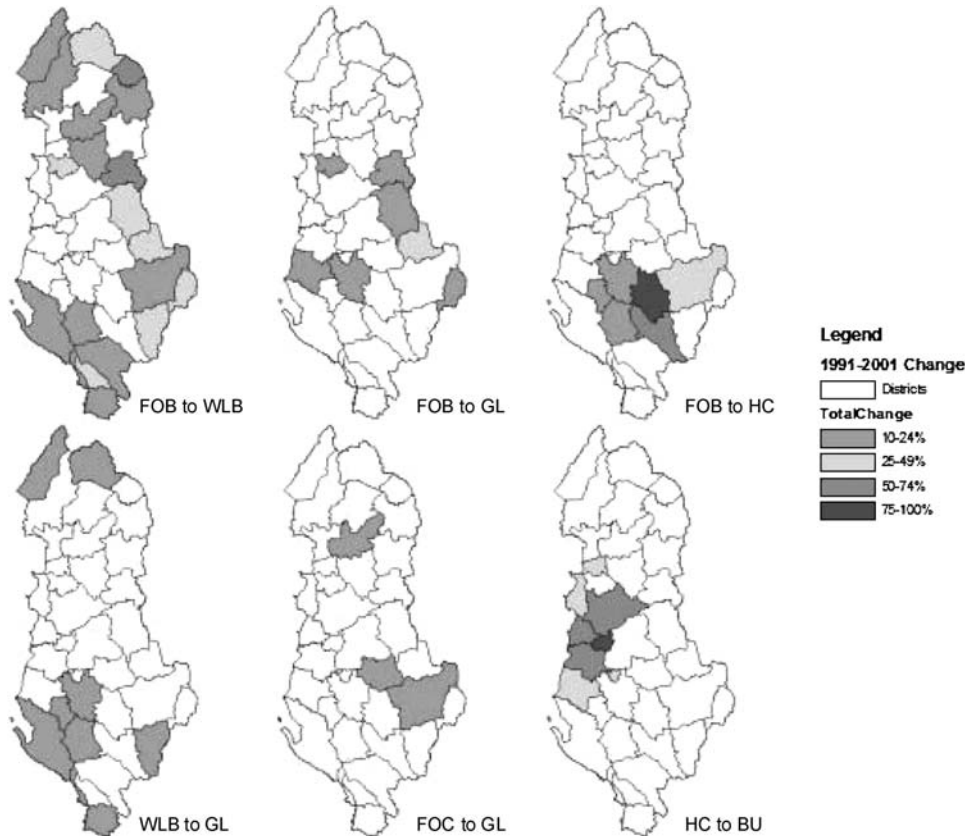 FOB to WLB
FOB to GL
FOB to HC
Legend
1991-2001 Change
Districts
TotalChange
10-24%
25-49%
50-74%
75-100%
WLB to GL
FOC to GL
HC to BU